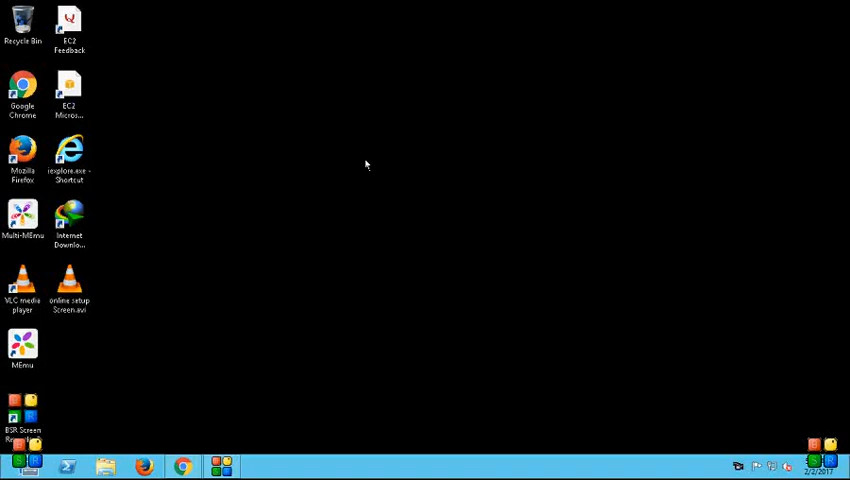 Recycle Bin
EC2
Feedback
Google
Chrome
EC2
Micros...
Mozilla
Firefox
iexplore.exe -
Shortcut
Multi-MEmu
Internet
Downlo...
VLC media
player
online setup
Screen.avi
MEmu
BSR Screen
2/2/2017